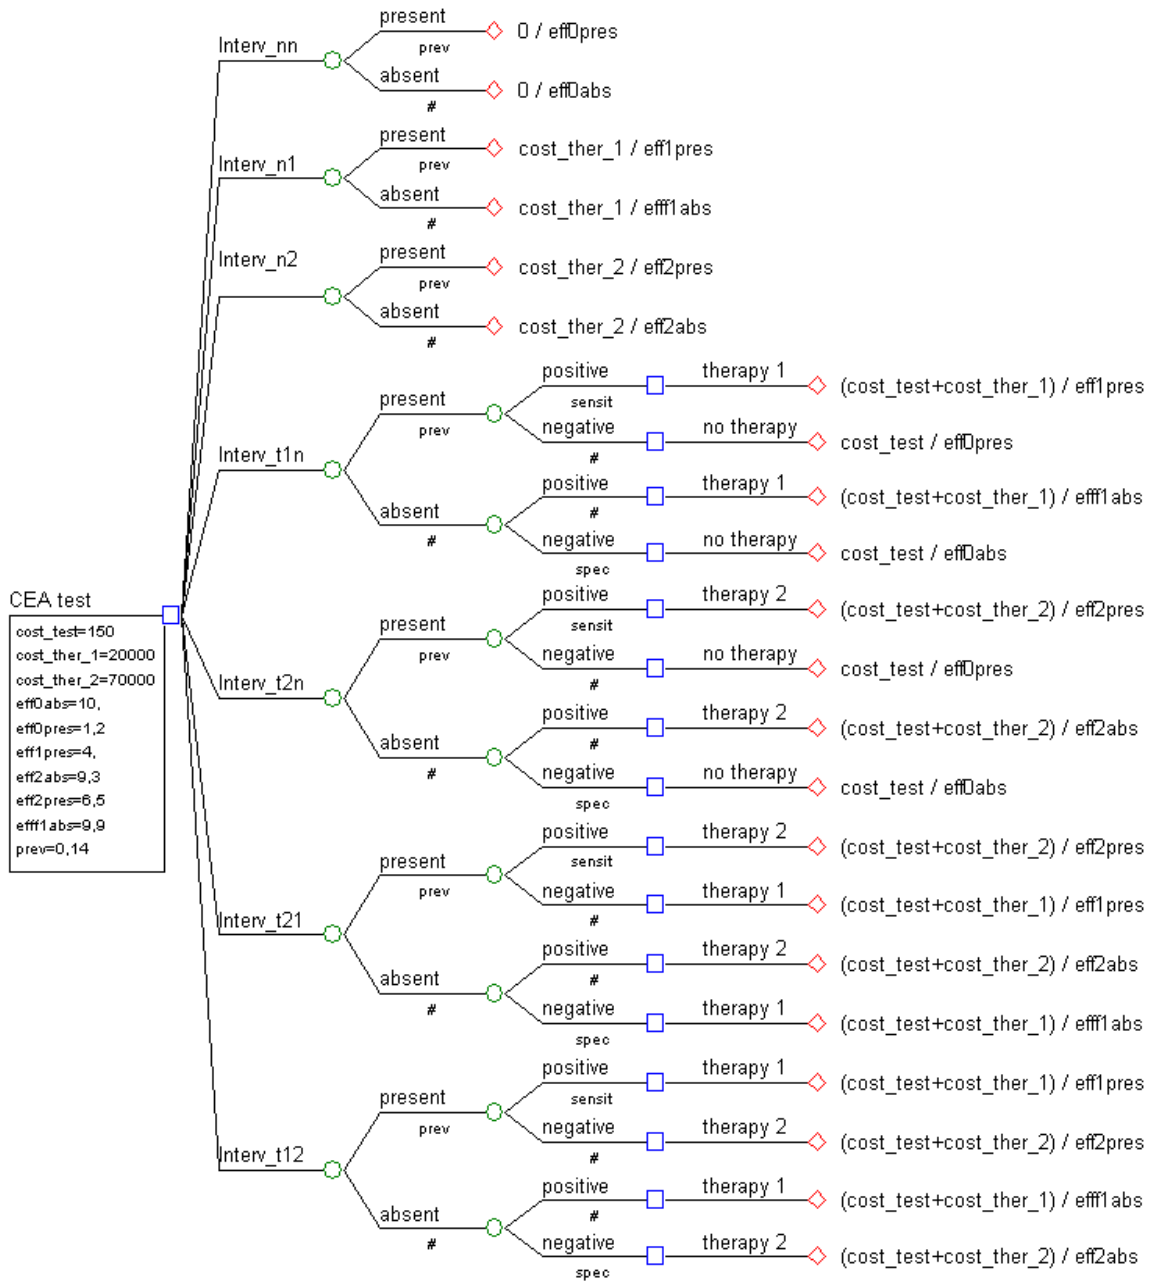 present
prev
0 / eff0pres
Interv_nn
absent
#
0 / eff0abs
present
prev
cost_ther_1 / eff1pres
Interv_n1
absent
#
cost_ther_1 / efff1abs
present
prev
cost_ther_2 / eff2pres
Interv_n2
absent
#
cost_ther_2 / eff2abs
positive
sensit
therapy 1
(cost_test+cost_ther_1) / eff1pres
present
prev
negative
#
no therapy
cost_test / eff0pres
Interv_t1n
positive
#
therapy 1
(cost_test+cost_ther_1) / efff1abs
absent
#
negative
spec
no therapy
cost_test / eff0abs
CEA test
cost_test=150
cost_ther_1=20000
cost_ther_2=70000
eff0abs=10,
eff0pres=1,2
eff1pres=4,
eff2abs=9,3
eff2pres=6,5
efff1abs=9,9
prev=0,14
positive
sensit
therapy 2
(cost_test+cost_ther_2) / eff2pres
present
prev
negative
#
no therapy
cost_test / eff0pres
Interv_t2n
positive
#
therapy 2
(cost_test+cost_ther_2) / eff2abs
absent
#
negative
spec
no therapy
cost_test / eff0abs
positive
sensit
therapy 2
(cost_test+cost_ther_2) / eff2pres
present
prev
negative
#
therapy 1
(cost_test+cost_ther_1) / eff1pres
Interv_t21
positive
#
therapy 2
(cost_test+cost_ther_2) / eff2abs
absent
#
negative
spec
therapy 1
(cost_test+cost_ther_1) / efff1abs
positive
sensit
therapy 1
(cost_test+cost_ther_1) / eff1pres
present
prev
negative
#
therapy 2
(cost_test+cost_ther_2) / eff2pres
Interv_t12
positive
#
therapy 1
(cost_test+cost_ther_1) / efff1abs
absent
#
negative
spec
therapy 2
(cost_test+cost_ther_2) / eff2abs